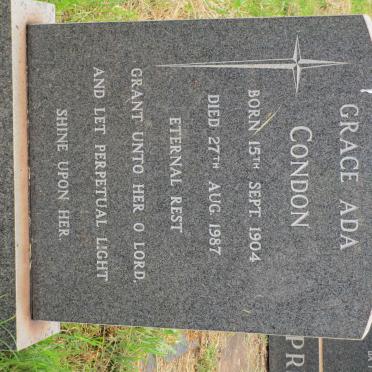 GRACE ADA
CONDON
BORN 15TH SEPT. 1904
DIED 27TH AUG. 1987
ETERNAL REST
GRANT UNTO HER O LORD,
AND LET PERPETUAL LIGHT
SHINE UPON HER
PR